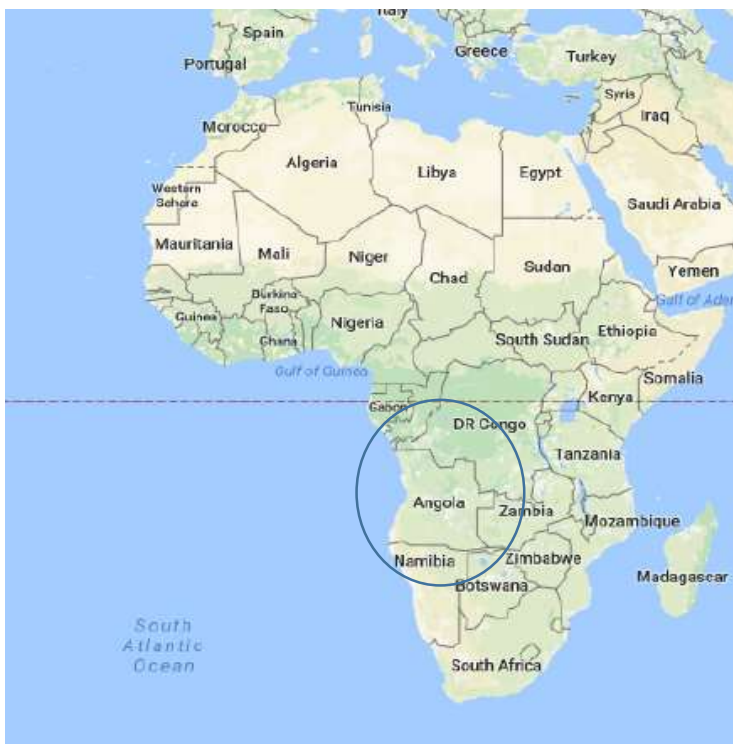 Italy
Spain
Portugal
Greece
Turkey
Syria
Tunisia
Iraq
Morocco
Algeria
Libya
Egypt
Western
Sahara
Saudi Arabia
Mauritania
Mali
Niger
Chad
Sudan
Yemen
Burkina
Faso
Gulf of Aden
Guinea
Nigeria
Ghana
South Sudan
Ethiopia
Gulf of Guinea
Somalia
Kenya
Gabon
DR Congo
Tanzania
Angola
Zambia
Mozambique
Namibia
Zimbabwe
Botswana
Madagascar
South
Atlantic
Ocean
South Africa